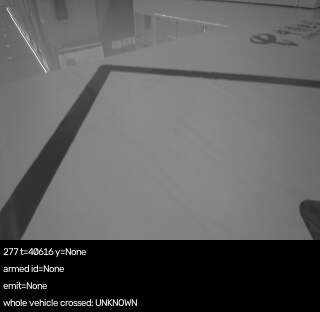 277 t=40616 y=None
armed id=None
emit=None
whole vehicle crossed: UNKNOWN